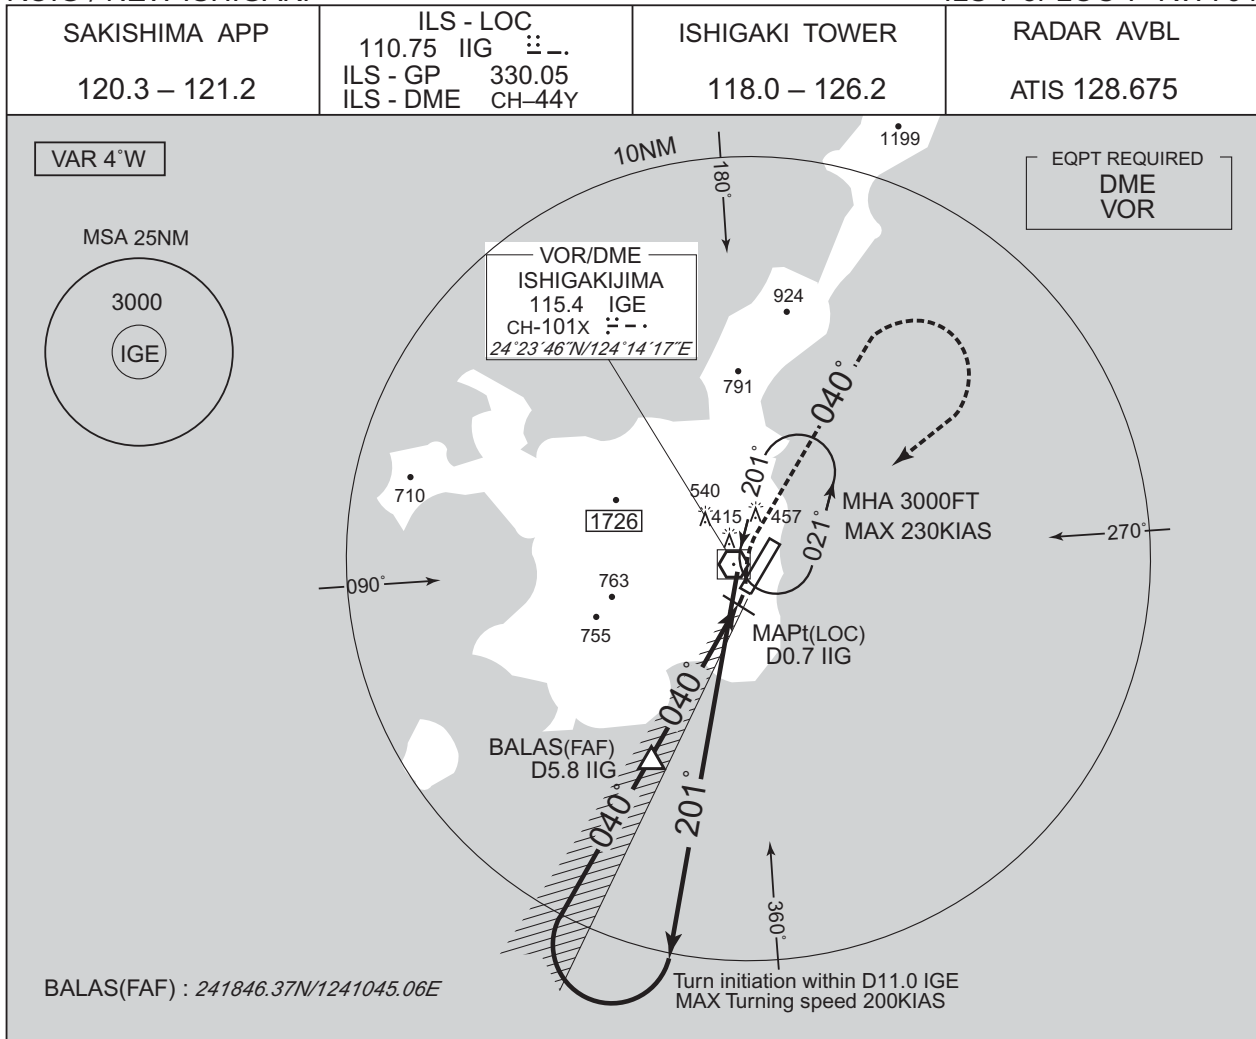 SAKISHIMA APP
120.3 – 121.2
ILS - LOC
110.75 IIG
ILS - GP 330.05
ILS - DME CH–44Y
ISHIGAKI TOWER
118.0 – 126.2
RADAR AVBL
ATIS 128.675
VAR 4°W
10NM
180°
1199
EQPT REQUIRED
DME
VOR
MSA 25NM
3000
IGE
VOR/DME
ISHIGAKIJIMA
115.4 IGE
CH-101X
24°23´46˝N/124°14´17˝E
924
791
040°
710
201°
540
415
457
1726
MHA 3000FT
MAX 230KIAS
021°
270°
090°
763
755
MAPt(LOC)
D0.7 IIG
040°
BALAS(FAF)
D5.8 IIG
040°
201°
360°
Turn initiation within D11.0 IGE
MAX Turning speed 200KIAS
BALAS(FAF) : 241846.37N/1241045.06E